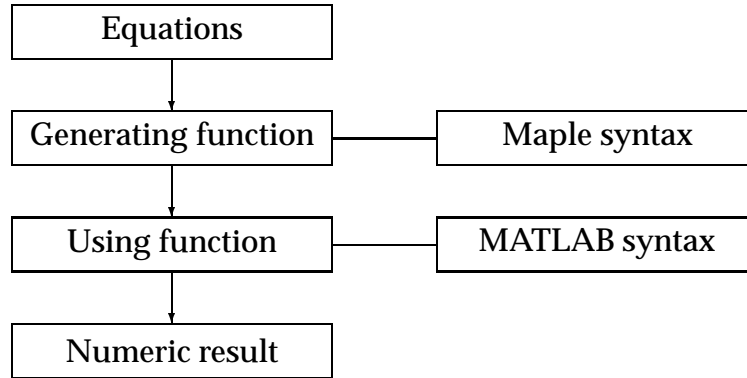 Equations
Generating function
Maple syntax
Using function
MATLAB syntax
Numeric result